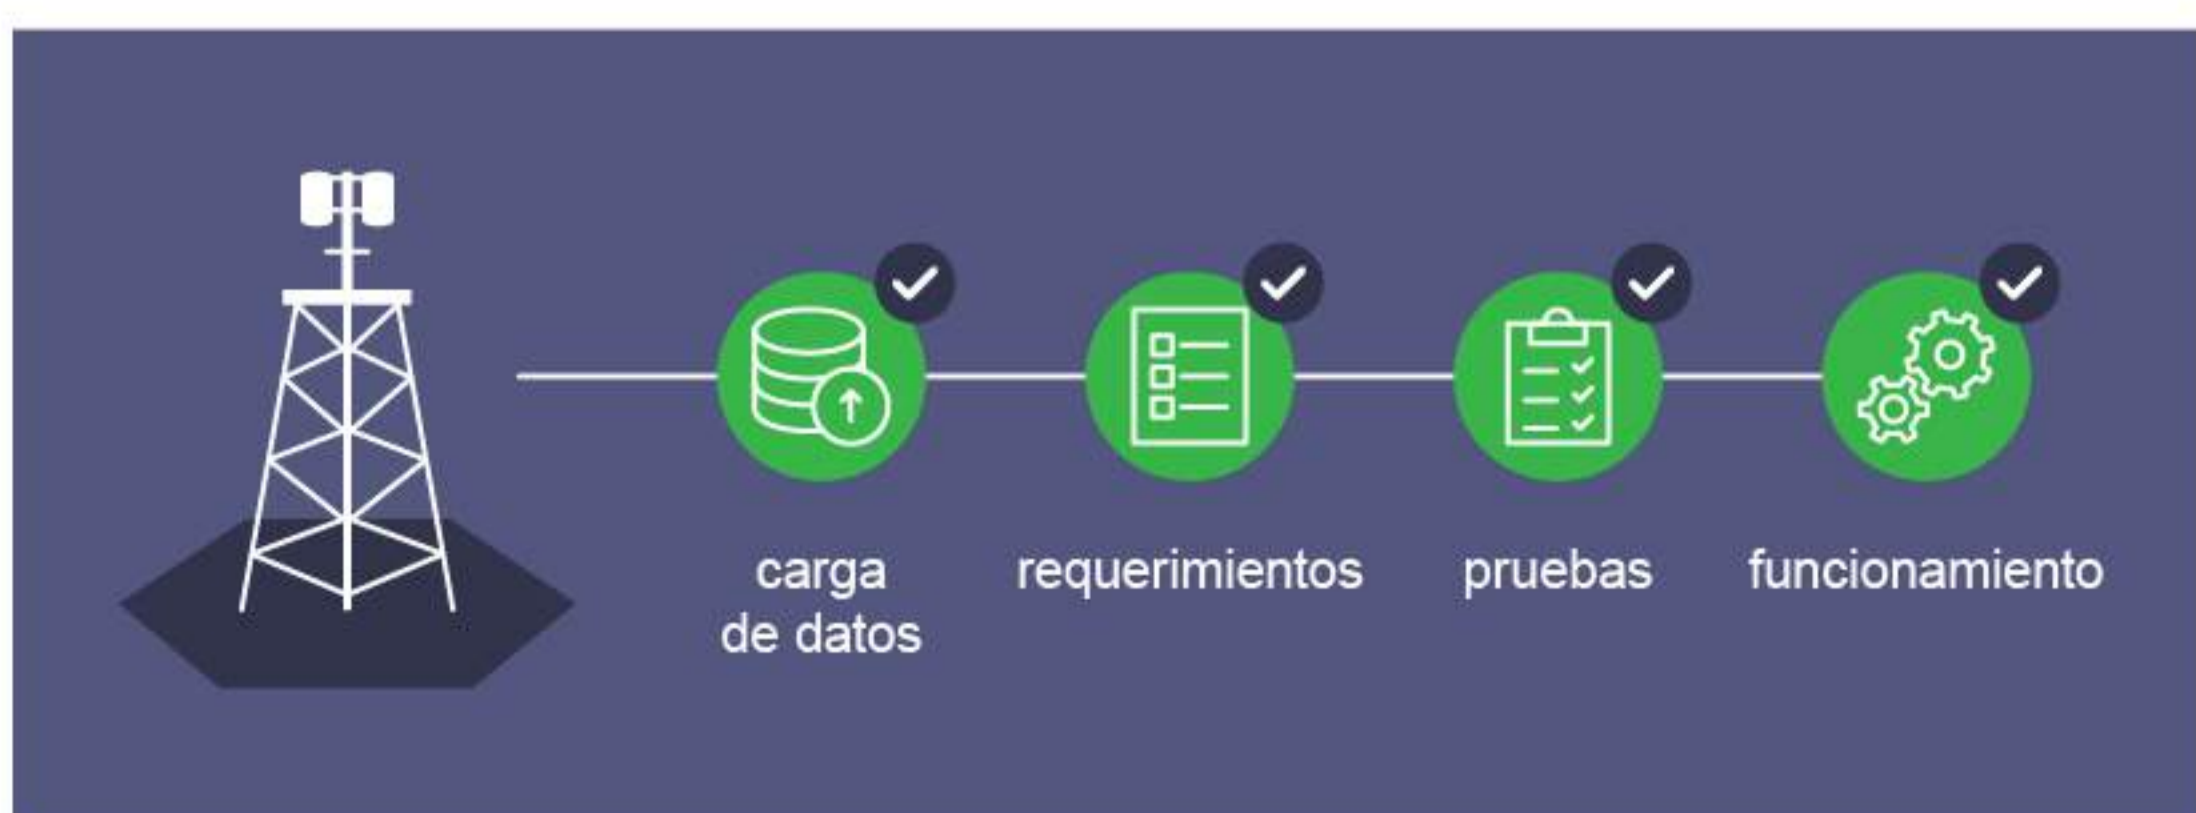 carga
de datos
requerimientos
pruebas
funcionamiento